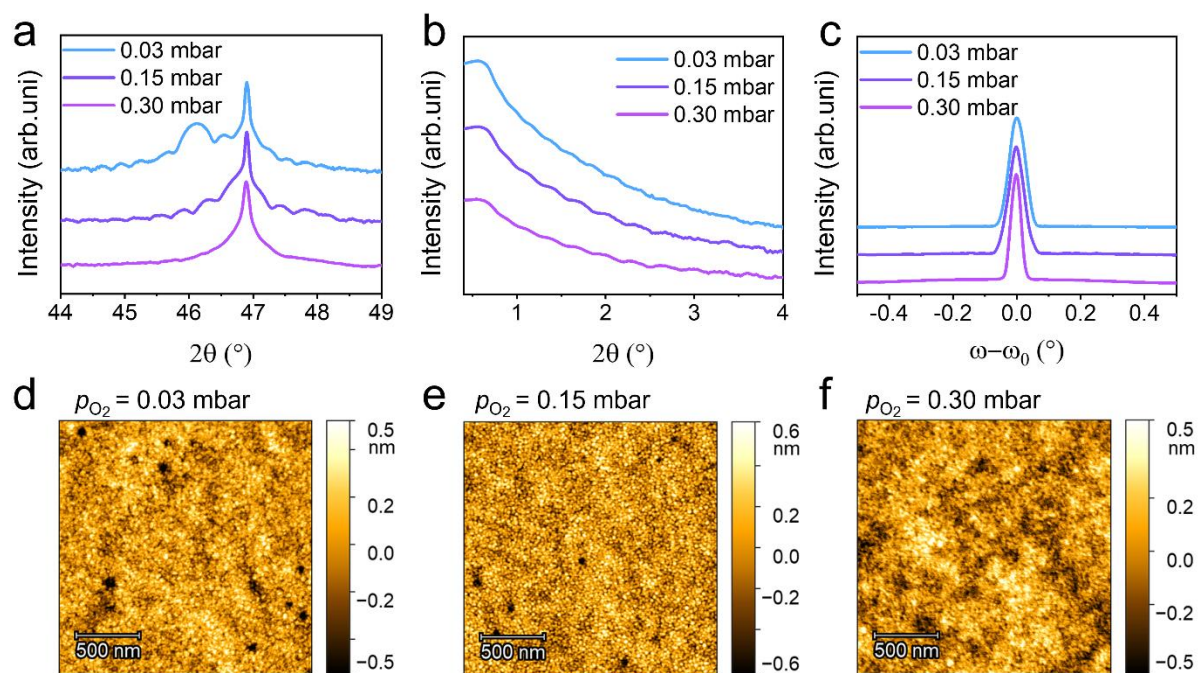 a
0.03 mbar
0.15 mbar
0.30 mbar
Intensity (arb.uni)
44 45 46 47 48 49
2θ (°)
b
0.03 mbar
0.15 mbar
0.30 mbar
Intensity (arb.uni)
1 2 3 4
2θ (°)
c
0.03 mbar
0.15 mbar
0.30 mbar
Intensity (arb.uni)
-0.4 -0.2 0.0 0.2 0.4
ω−ω₀ (°)
d
pO₂ = 0.03 mbar
0.5
nm
0.2
0.0
−0.2
−0.5
500 nm
e
pO₂ = 0.15 mbar
0.6
nm
0.2
0.0
−0.2
−0.6
500 nm
f
pO₂ = 0.30 mbar
0.5
nm
0.2
0.0
−0.2
−0.5
500 nm